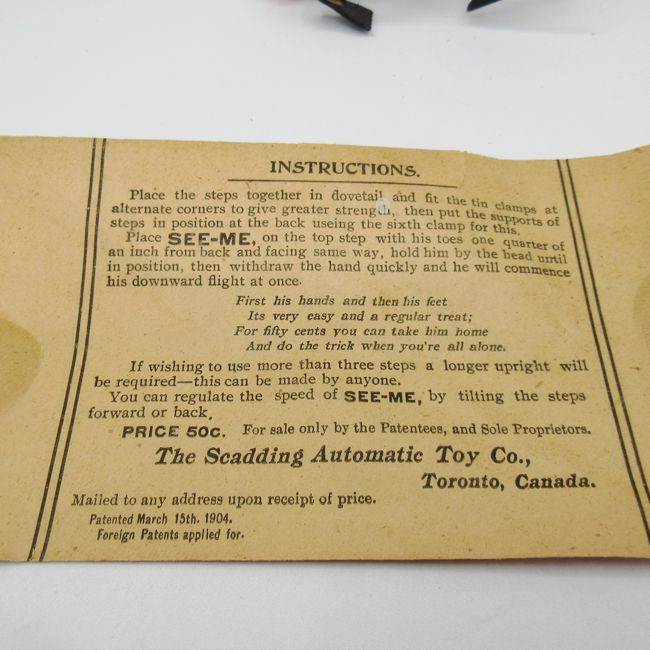 INSTRUCTIONS.
Place the steps together in dovetail and fit the tin clamps at
alternate corners to give greater strength, then put the supports of
steps in position at the back useing the sixth clamp for this.
Place SEE-ME, on the top step with his toes one quarter of
an inch from back and facing same way, hold him by the head until
in position, then withdraw the hand quickly and he will commence
his downward flight at once.
First his hands and then his feet
Its very easy and a regular treat;
For fifty cents you can take him home
And do the trick when you're all alone.
If wishing to use more than three steps a longer upright will
be required—this can be made by anyone.
You can regulate the speed of SEE-ME, by tilting the steps
forward or back.
PRICE 50C. For sale only by the Patentees, and Sole Proprietors.
The Scadding Automatic Toy Co.,
Toronto, Canada.
Mailed to any address upon receipt of price.
Patented March 15th. 1904.
Foreign Patents applied for.